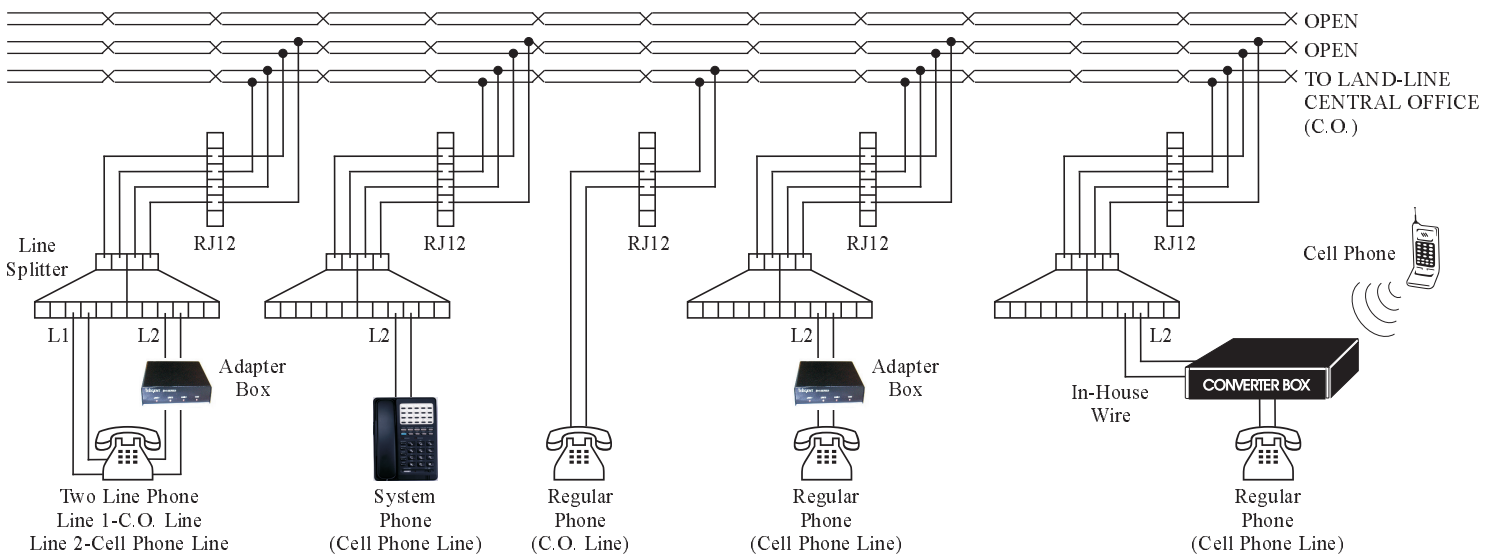 OPEN
OPEN
TO LAND-LINE
CENTRAL OFFICE
(C.O.)
RJ12
RJ12
RJ12
RJ12
RJ12
Line
Splitter
Cell Phone
L1
L2
L2
L2
L2
Adapter
Box
Adapter
Box
In-House
Wire
CONVERTER BOX
Two Line Phone
Line 1-C.O. Line
Line 2-Cell Phone Line
System
Phone
(Cell Phone Line)
Regular
Phone
(C.O. Line)
Regular
Phone
(Cell Phone Line)
Regular
Phone
(Cell Phone Line)